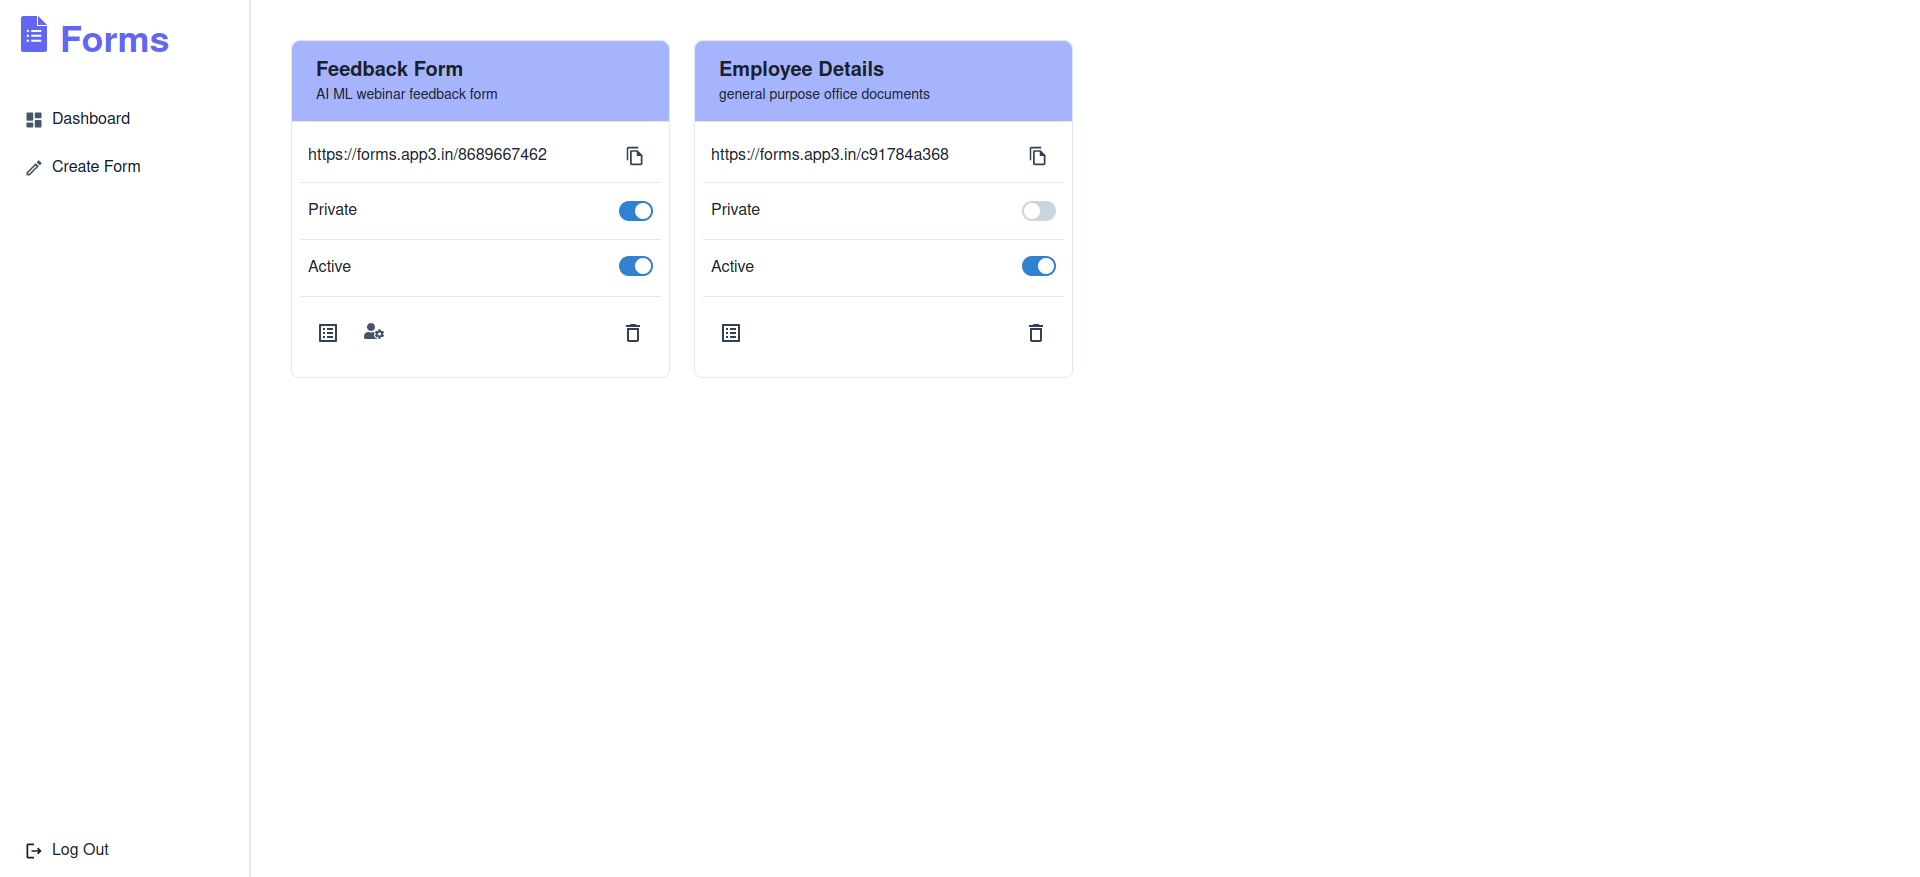 Forms
Dashboard
Create Form
Log Out
Feedback Form
AI ML webinar feedback form
https://forms.app3.in/8689667462
Private
Active
Employee Details
general purpose office documents
https://forms.app3.in/c91784a368
Private
Active